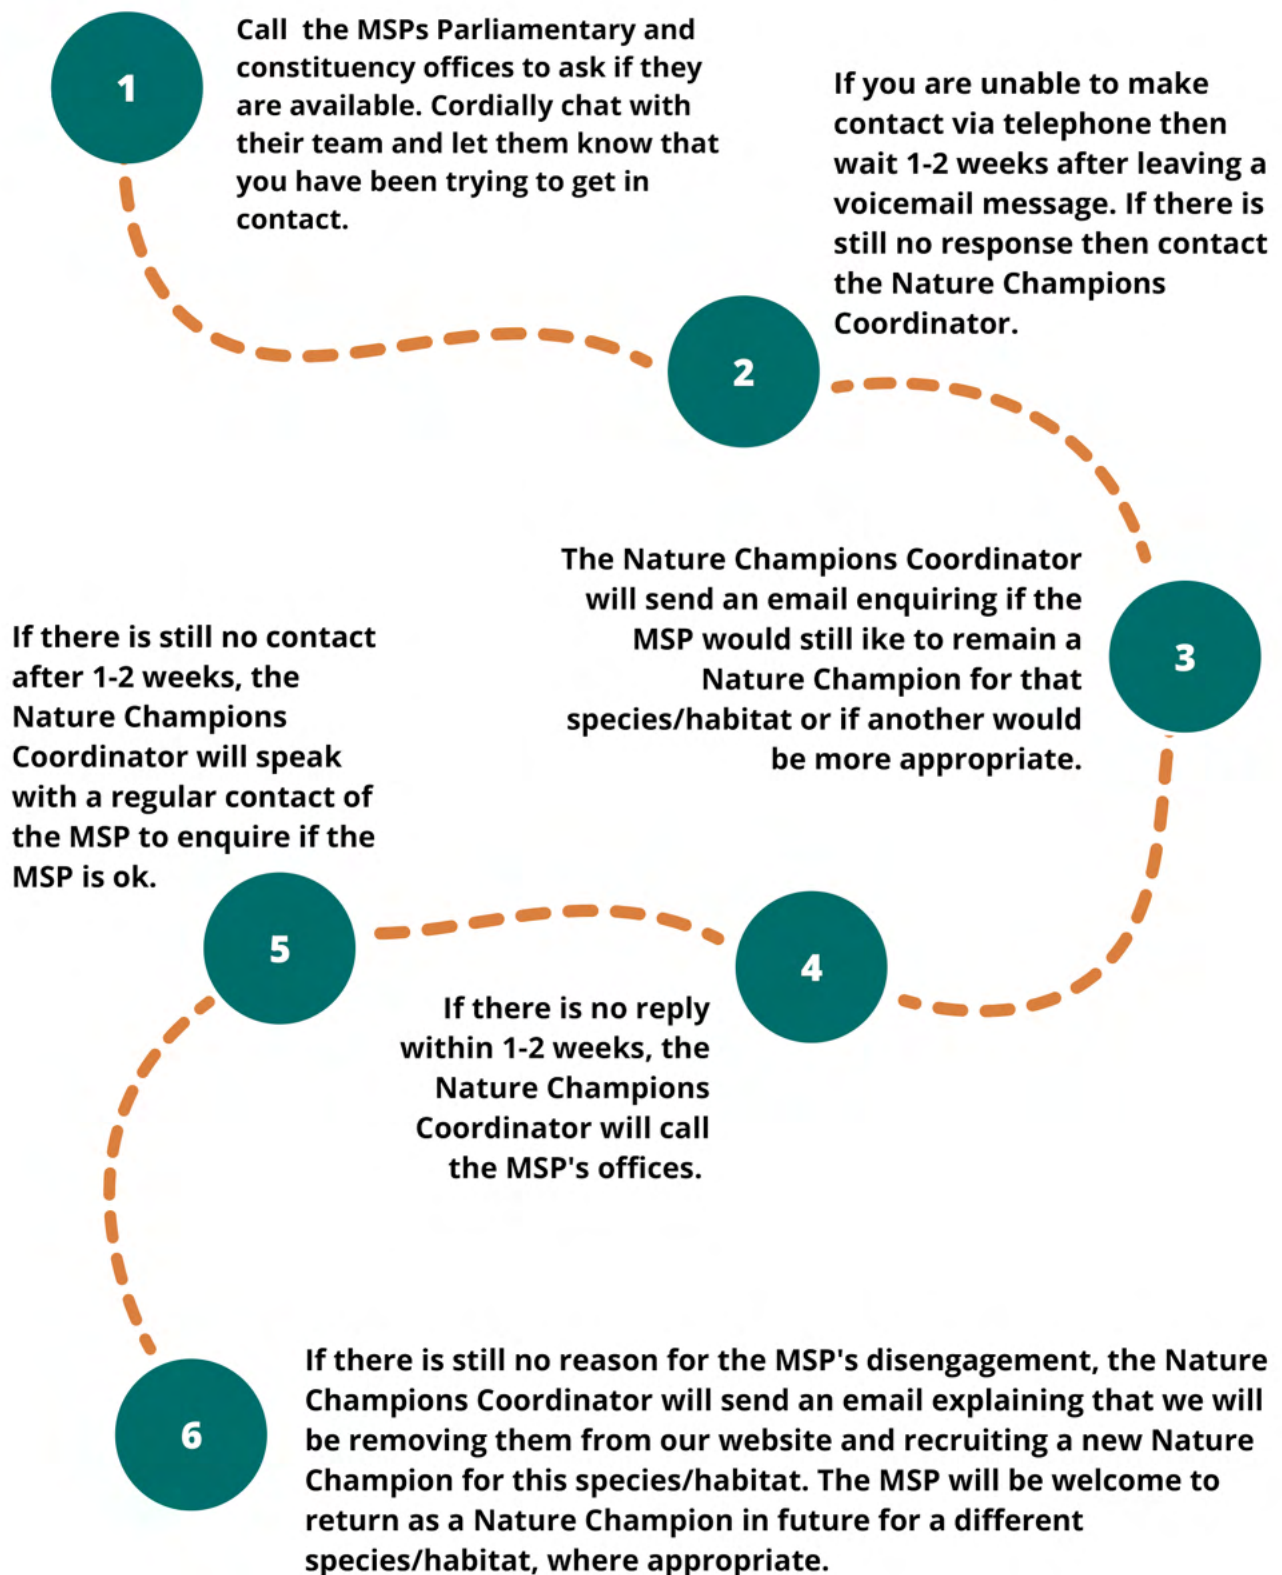 1
Call  the MSPs Parliamentary and
constituency offices to ask if they
are available. Cordially chat with
their team and let them know that
you have been trying to get in
contact.
2
If you are unable to make
contact via telephone then
wait 1-2 weeks after leaving a
voicemail message. If there is
still no response then contact
the Nature Champions
Coordinator.
3
The Nature Champions Coordinator
will send an email enquiring if the
MSP would still ike to remain a
Nature Champion for that
species/habitat or if another would
be more appropriate.
4
If there is no reply
within 1-2 weeks, the
Nature Champions
Coordinator will call
the MSP's offices.
5
If there is still no contact
after 1-2 weeks, the
Nature Champions
Coordinator will speak
with a regular contact of
the MSP to enquire if the
MSP is ok.
6
If there is still no reason for the MSP's disengagement, the Nature
Champions Coordinator will send an email explaining that we will
be removing them from our website and recruiting a new Nature
Champion for this species/habitat. The MSP will be welcome to
return as a Nature Champion in future for a different
species/habitat, where appropriate.